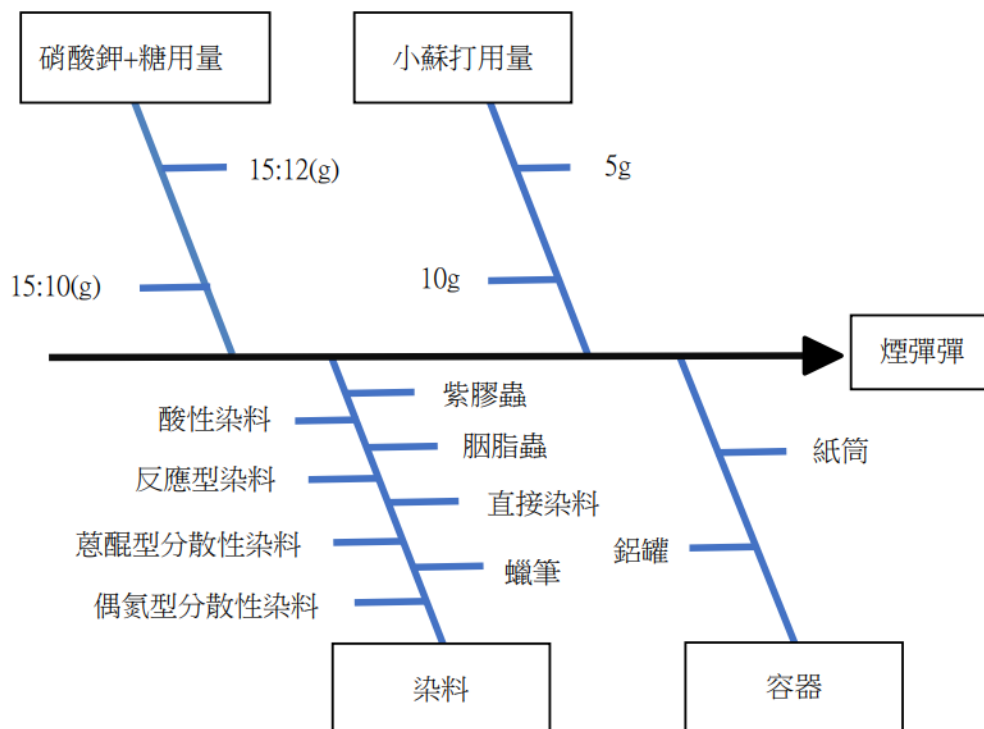 硝酸鉀+糖用量
小蘇打用量
15:12(g)
5g
15:10(g)
10g
煙彈彈
紫膠蟲
酸性染料
胭脂蟲
紙筒
反應型染料
直接染料
蒽醌型分散性染料
鋁罐
蠟筆
偶氮型分散性染料
染料
容器